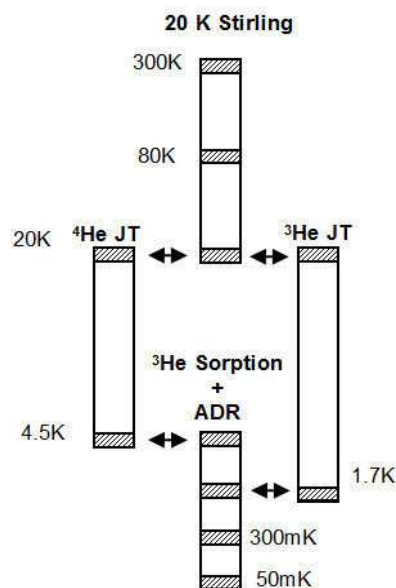 20 K Stirling
300K
80K
20K
⁴He JT
³He JT
³He Sorption
+
ADR
4.5K
1.7K
300mK
50mK